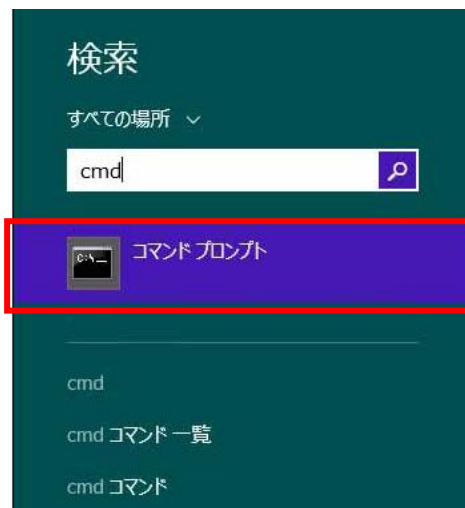 検索
すべての場所
cmd
C:\_
コマンド プロンプト
cmd
cmd コマンド 一覧
cmd コマンド